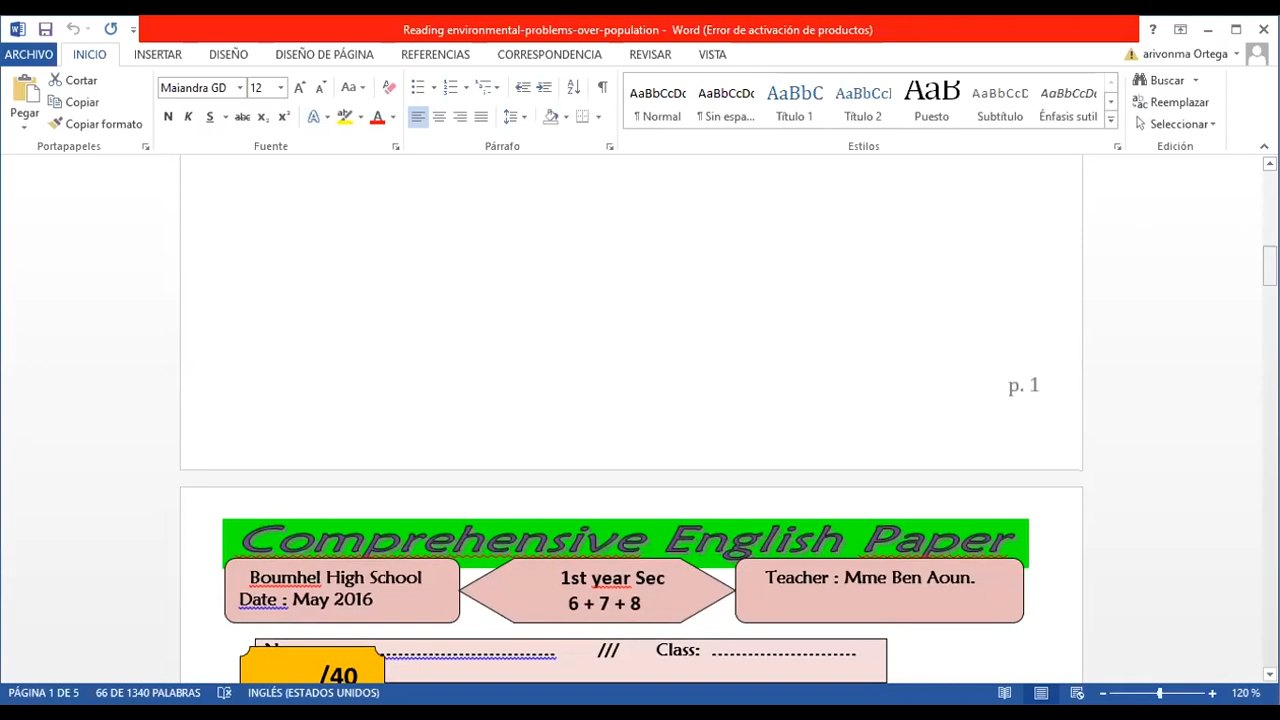 Reading environmental-problems-over-population - Word (Error de activación de productos)
ARCHIVO INICIO INSERTAR DISEÑO DISEÑO DE PÁGINA REFERENCIAS CORRESPONDENCIA REVISAR VISTA arivonma Ortega
Pegar
Cortar
Copiar
Copiar formato
Portapapeles
Maiandra GD 12
N K S abc x₂ x²
Fuente
Párrafo
AaBbCcDc AaBbCcDc AaBbC AaBbCcI AaB AaBbCcD AaBbCcDc
¶ Normal ¶ Sin espa... Título 1 Título 2 Puesto Subtítulo Énfasis sutil
Estilos
Buscar
Reemplazar
Seleccionar
Edición
p. 1
Comprehensive English Paper
Boumhel High School
Date : May 2016
1st year Sec
6 + 7 + 8
Teacher : Mme Ben Aoun.
/// Class: ..........................
/40
PÁGINA 1 DE 5 66 DE 1340 PALABRAS INGLÉS (ESTADOS UNIDOS) 120 %